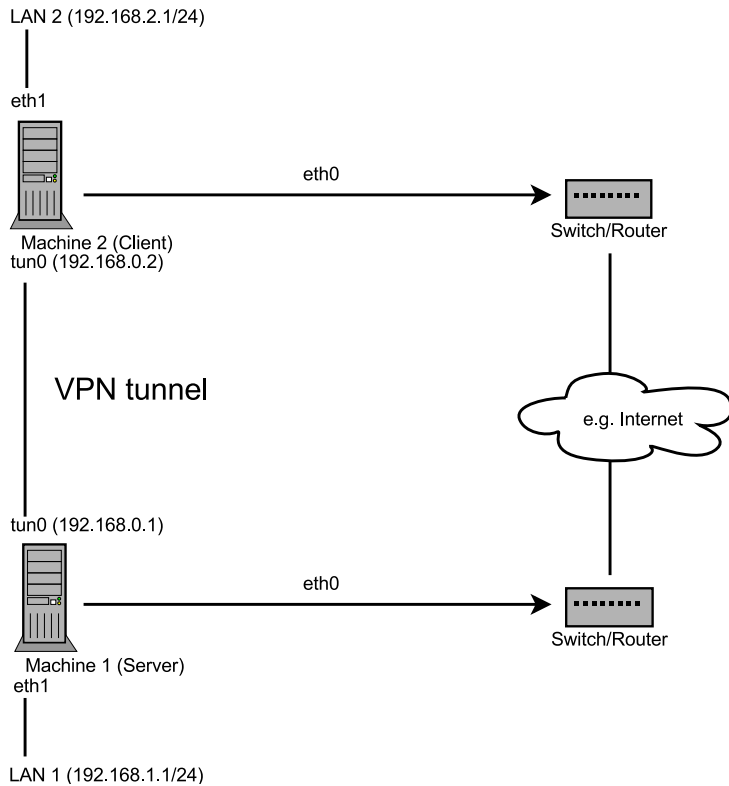 LAN 2 (192.168.2.1/24)
eth1
eth0
Switch/Router
Machine 2 (Client)
tun0 (192.168.0.2)
VPN tunnel
e.g. Internet
tun0 (192.168.0.1)
eth0
Switch/Router
Machine 1 (Server)
eth1
LAN 1 (192.168.1.1/24)